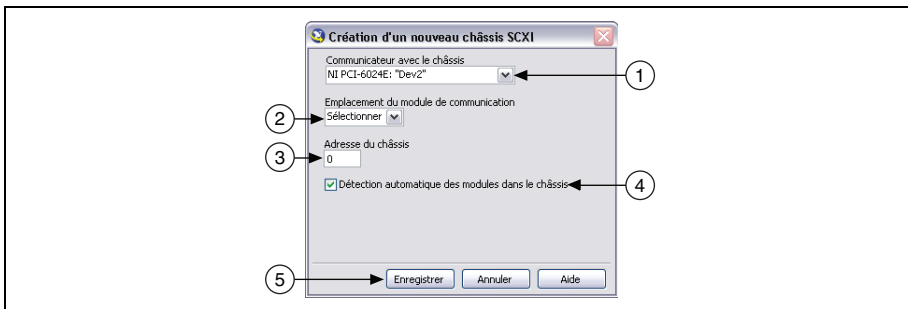 Création d'un nouveau châssis SCXI
Communicateur avec le châssis
NI PCI-6024E: "Dev2"
1
Emplacement du module de communication
Sélectionner
2
Adresse du châssis
0
3
Détection automatique des modules dans le châssis
4
5
Enregistrer Annuler Aide